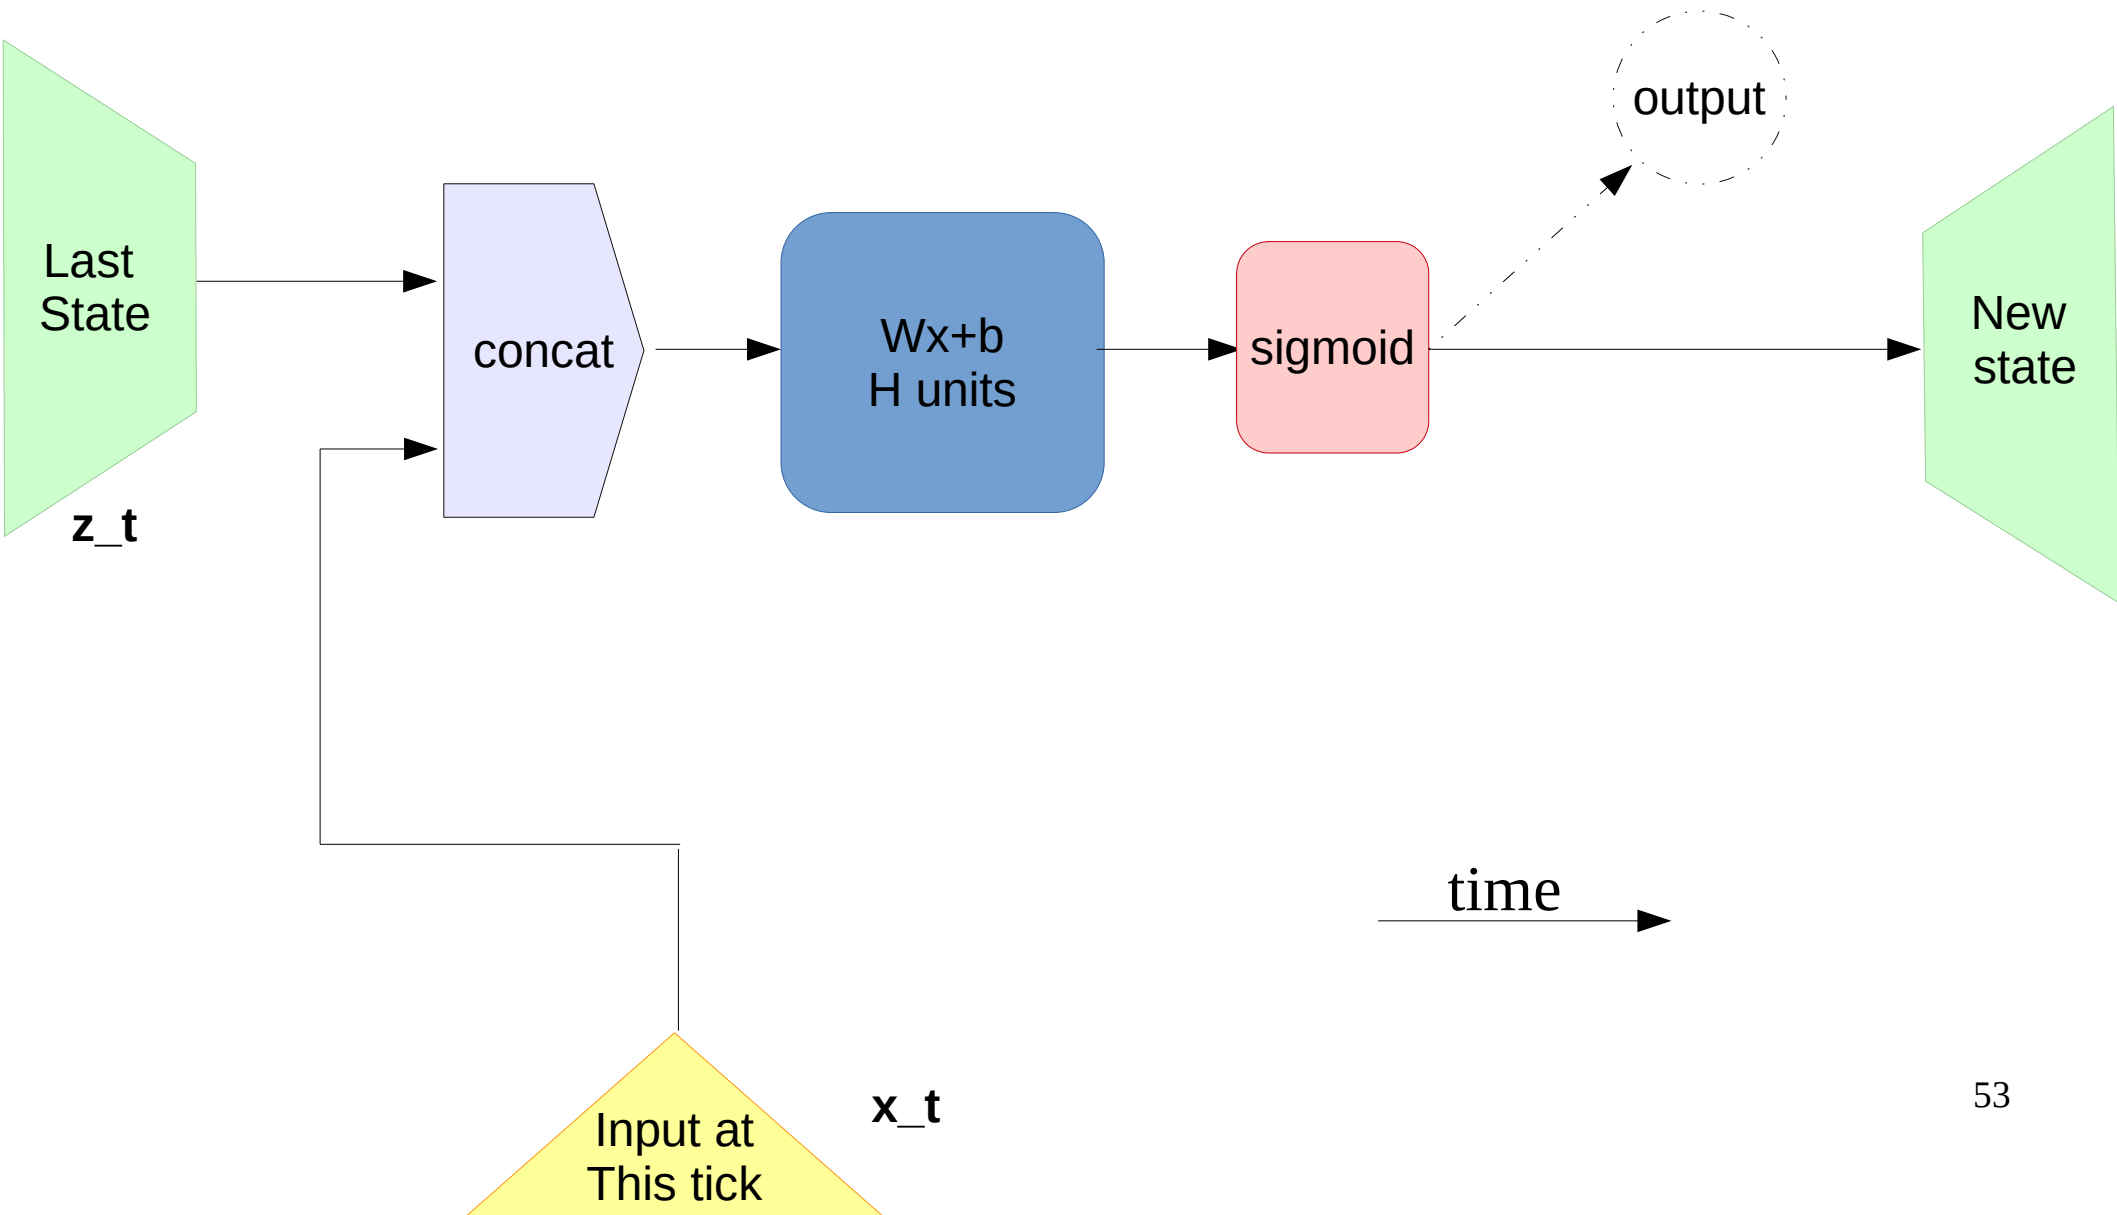 output
Last
State
z_t
concat
Wx+b
H units
sigmoid
New
state
time
x_t
Input at
This tick
53